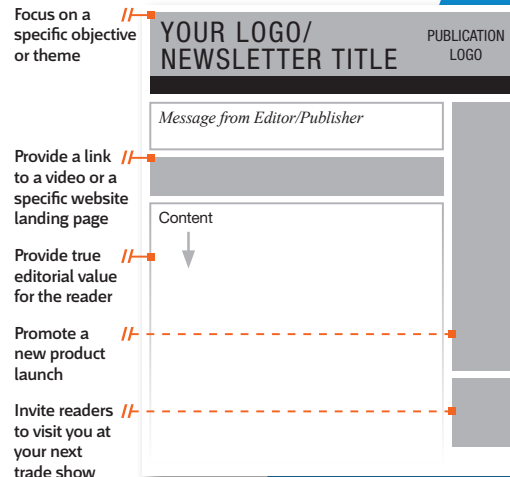 Focus on a
specific objective
or theme
YOUR LOGO/
NEWSLETTER TITLE
PUBLICATION
LOGO
Message from Editor/Publisher
Provide a link
to a video or a
specific website
landing page
Content
Provide true
editorial value
for the reader
Promote a
new product
launch
Invite readers
to visit you at
your next
trade show